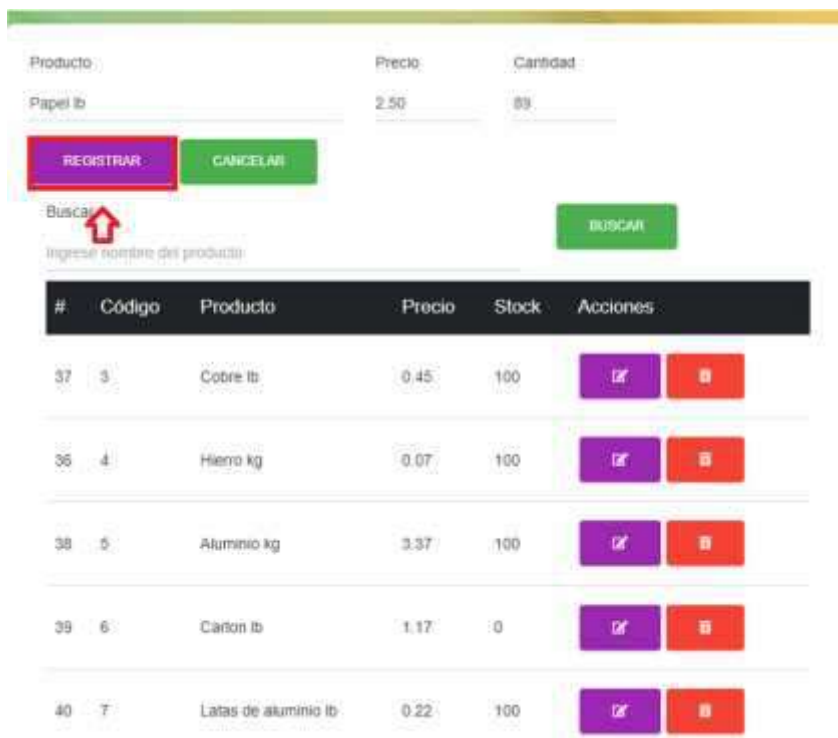 Producto Precio Cantidad
Papel lb 2.50 89
REGISTRAR CANCELAR
Buscar BUSCAR
Ingrese nombre del producto
# Código Producto Precio Stock Acciones
37 3 Cobre lb 0.45 100
36 4 Hierro kg 0.07 100
38 5 Aluminio kg 3.37 100
39 6 Carton lb 1.17 0
40 7 Latas de aluminio lb 0.22 100